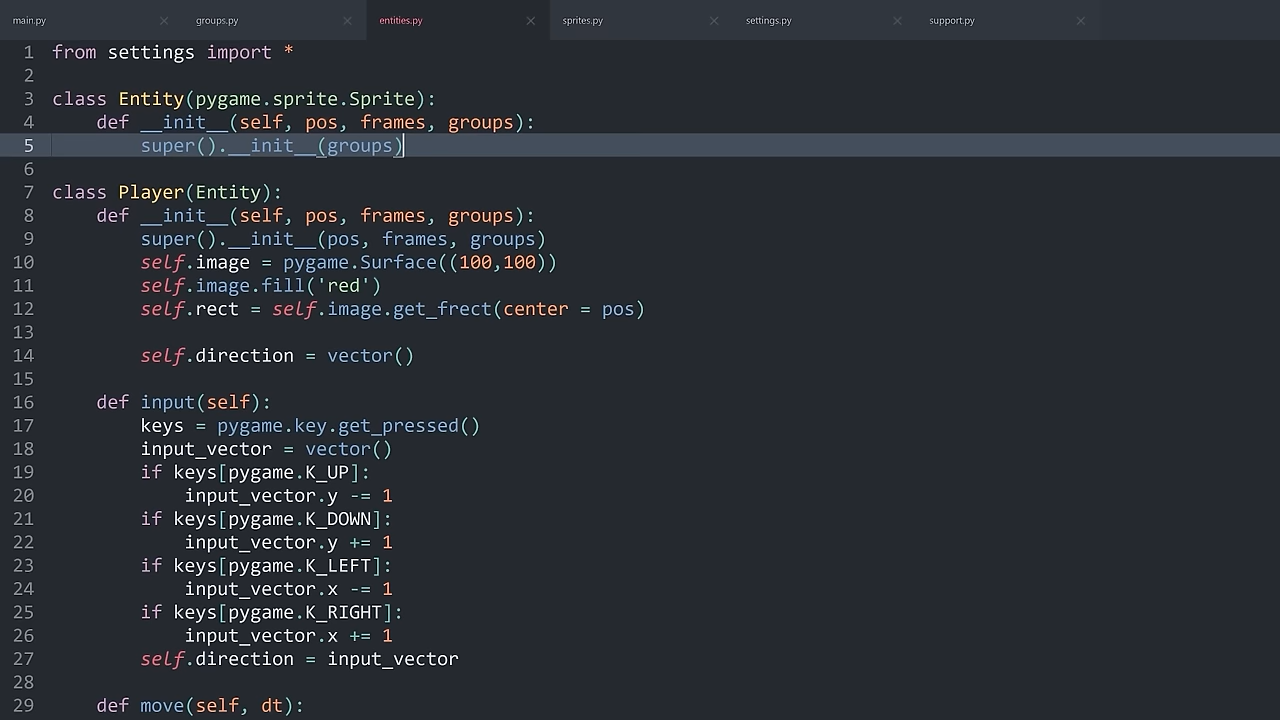 main.py groups.py entities.py sprites.py settings.py support.py
1 from settings import *
2
3 class Entity(pygame.sprite.Sprite):
4     def __init__(self, pos, frames, groups):
5         super().__init__(groups)
6
7 class Player(Entity):
8     def __init__(self, pos, frames, groups):
9         super().__init__(pos, frames, groups)
10         self.image = pygame.Surface((100,100))
11         self.image.fill('red')
12         self.rect = self.image.get_frect(center = pos)
13
14         self.direction = vector()
15
16     def input(self):
17         keys = pygame.key.get_pressed()
18         input_vector = vector()
19         if keys[pygame.K_UP]:
20             input_vector.y -= 1
21         if keys[pygame.K_DOWN]:
22             input_vector.y += 1
23         if keys[pygame.K_LEFT]:
24             input_vector.x -= 1
25         if keys[pygame.K_RIGHT]:
26             input_vector.x += 1
27         self.direction = input_vector
28
29     def move(self, dt):